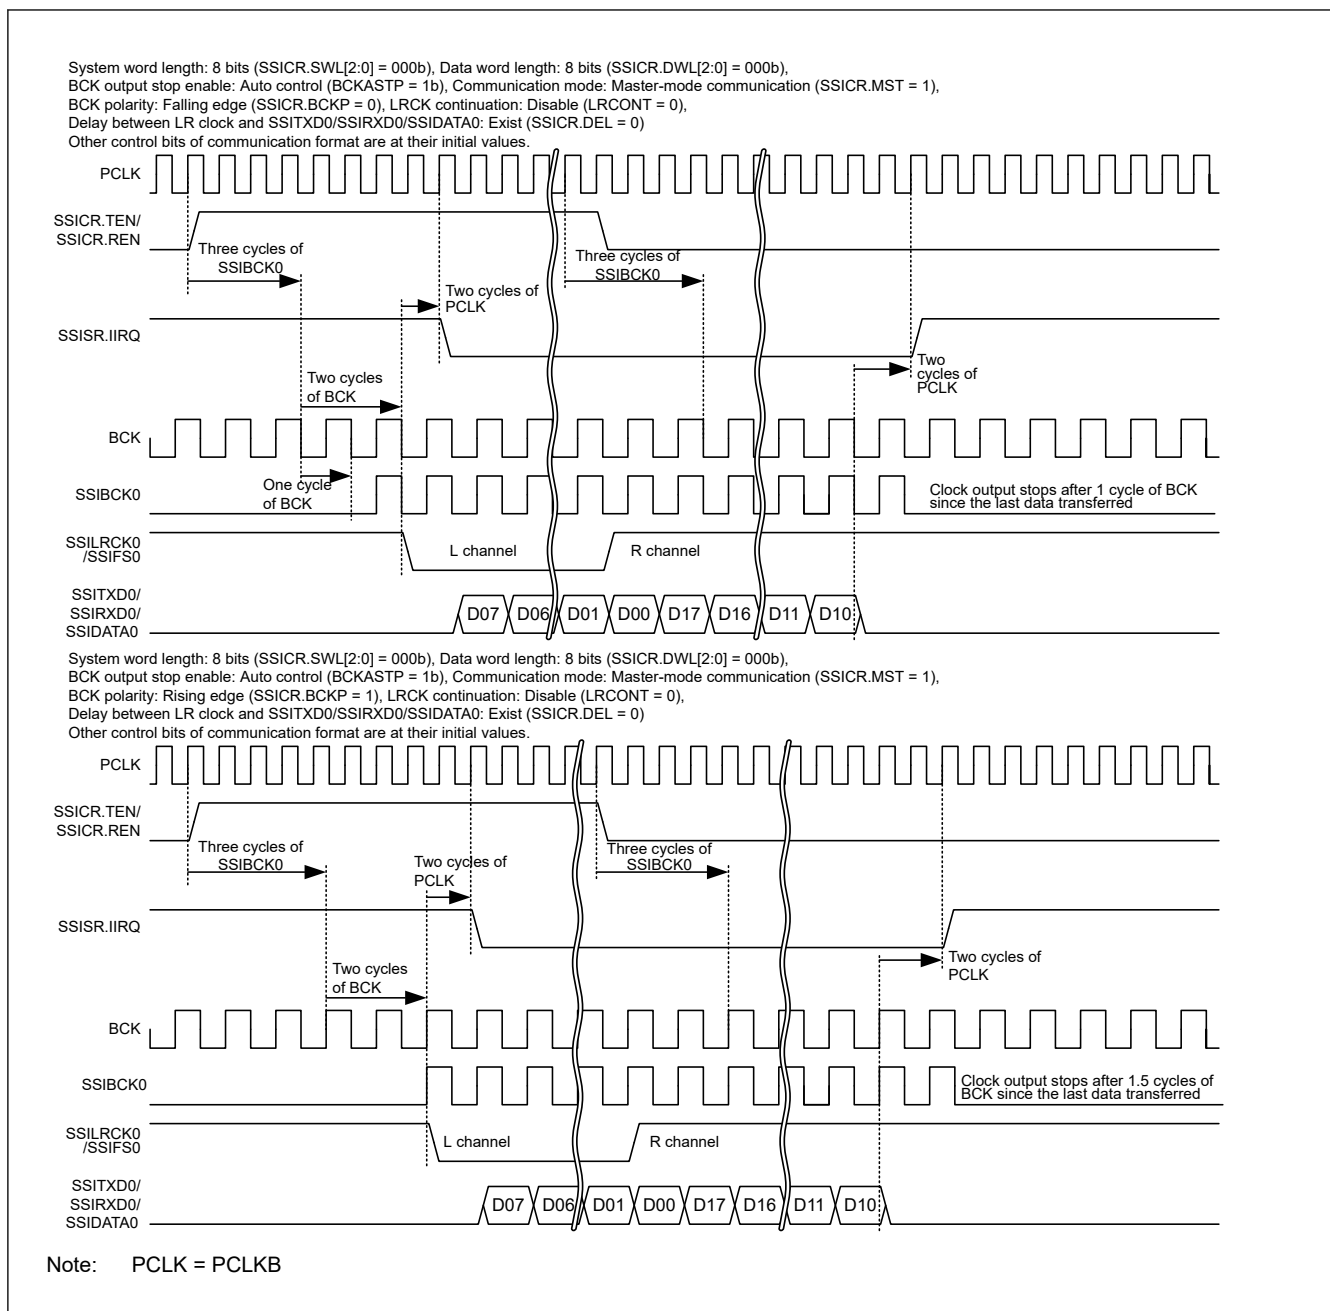 System word length: 8 bits (SSICR.SWL[2:0] = 000b), Data word length: 8 bits (SSICR.DWL[2:0] = 000b),
BCK output stop enable: Auto control (BCKASTP = 1b), Communication mode: Master-mode communication (SSICR.MST = 1),
BCK polarity: Falling edge (SSICR.BCKP = 0), LRCK continuation: Disable (LRCONT = 0),
Delay between LR clock and SSITXD0/SSIRXD0/SSIDATA0: Exist (SSICR.DEL = 0)
Other control bits of communication format are at their initial values.
PCLK
SSICR.TEN/
SSICR.REN
Three cycles of
SSIBCK0
Three cycles of
SSIBCK0
Two cycles of
PCLK
SSISR.IIRQ
Two
cycles of
PCLK
Two cycles
of BCK
BCK
One cycle
of BCK
SSIBCK0
Clock output stops after 1 cycle of BCK
since the last data transferred
SSILRCK0
/SSIFS0
L channel
R channel
SSITXD0/
SSIRXD0/
SSIDATA0
D07 D06 D01 D00 D17 D16 D11 D10
System word length: 8 bits (SSICR.SWL[2:0] = 000b), Data word length: 8 bits (SSICR.DWL[2:0] = 000b),
BCK output stop enable: Auto control (BCKASTP = 1b), Communication mode: Master-mode communication (SSICR.MST = 1),
BCK polarity: Rising edge (SSICR.BCKP = 1), LRCK continuation: Disable (LRCONT = 0),
Delay between LR clock and SSITXD0/SSIRXD0/SSIDATA0: Exist (SSICR.DEL = 0)
Other control bits of communication format are at their initial values.
PCLK
SSICR.TEN/
SSICR.REN
Three cycles of
SSIBCK0
Two cycles of
PCLK
Three cycles of
SSIBCK0
SSISR.IIRQ
Two cycles
of BCK
Two cycles of
PCLK
BCK
SSIBCK0
Clock output stops after 1.5 cycles of
BCK since the last data transferred
SSILRCK0
/SSIFS0
L channel
R channel
SSITXD0/
SSIRXD0/
SSIDATA0
D07 D06 D01 D00 D17 D16 D11 D10
Note: PCLK = PCLKB